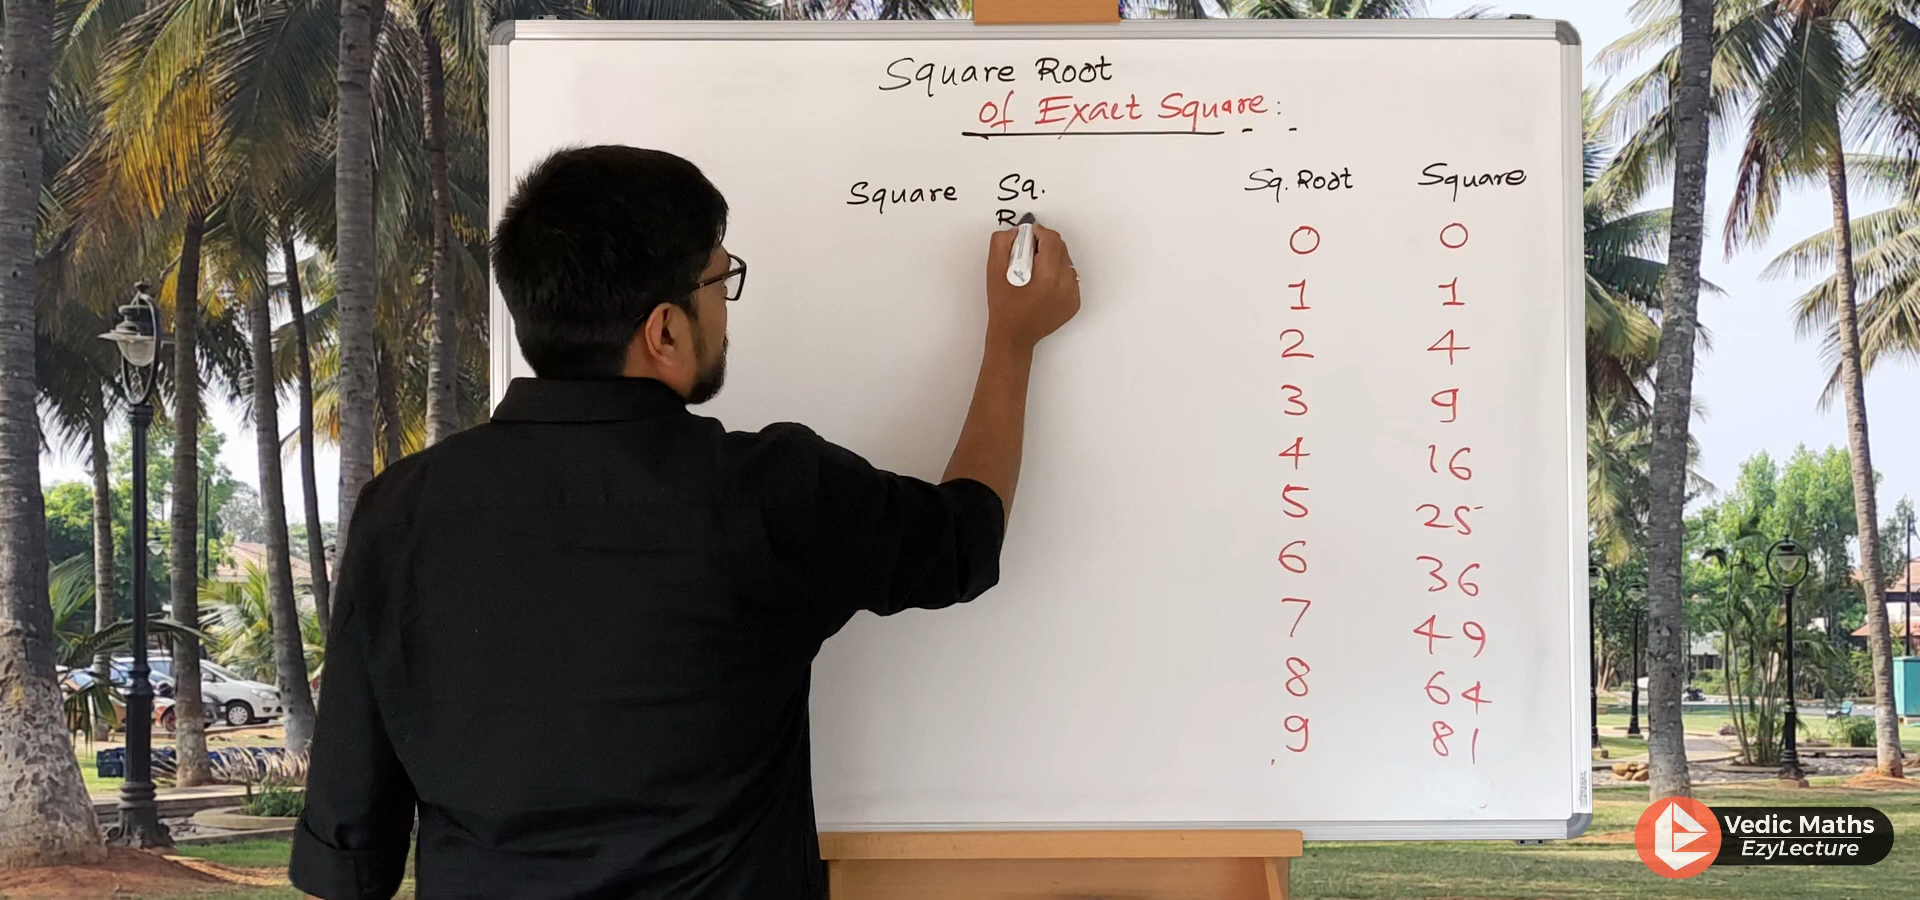 Square Root
Of Exact Square:
Square Sq.
Sq. Root Square
0 0
1 1
2 4
3 9
4 16
5 25
6 36
7 49
8 64
9 81
Vedic Maths
EzyLecture